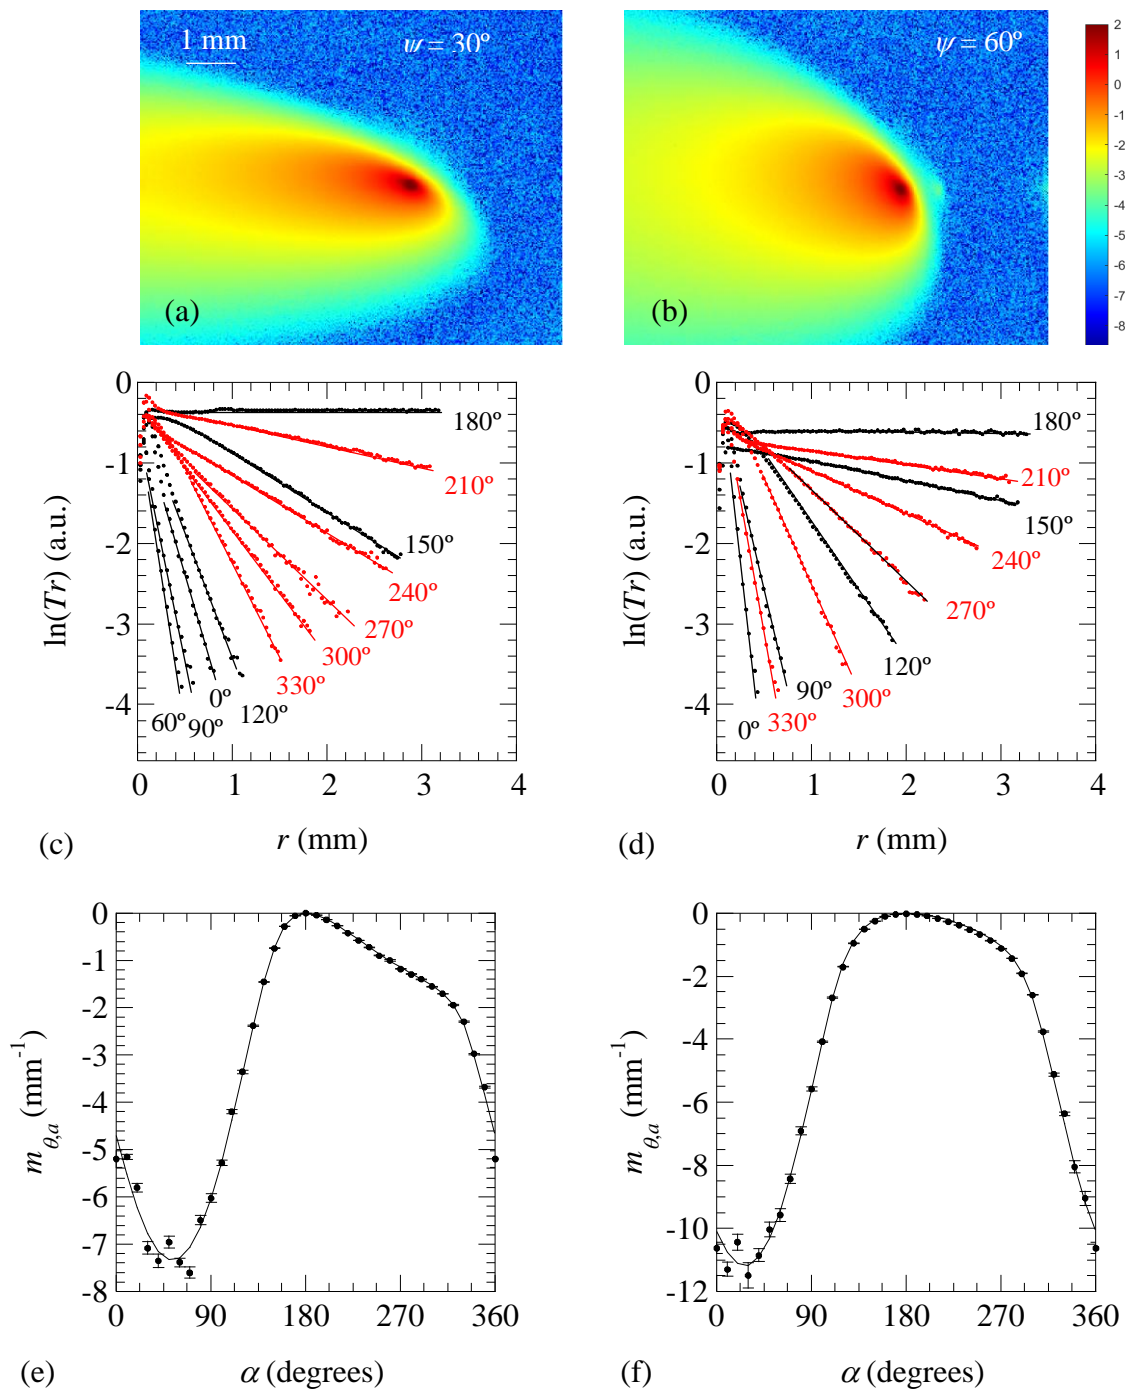 1 mm
ψ = 30º
(a)
ψ = 60º
(b)
2
1
0
-1
-2
-3
-4
-5
-6
-7
-8
0
-1
-2
-3
-4
ln(Tr) (a.u.)
180º
210º
150º
240º
270º
300º
330º
0º
120º
60º
90º
0 1 2 3 4
r (mm)
(c)
0
-1
-2
-3
-4
ln(Tr) (a.u.)
180º
210º
150º
240º
270º
120º
300º
90º
330º
0º
0 1 2 3 4
r (mm)
(d)
0
-1
-2
-3
-4
-5
-6
-7
-8
m θ,a (mm-1)
0 90 180 270 360
α (degrees)
(e)
0
-2
-4
-6
-8
-10
-12
m θ,a (mm-1)
0 90 180 270 360
α (degrees)
(f)